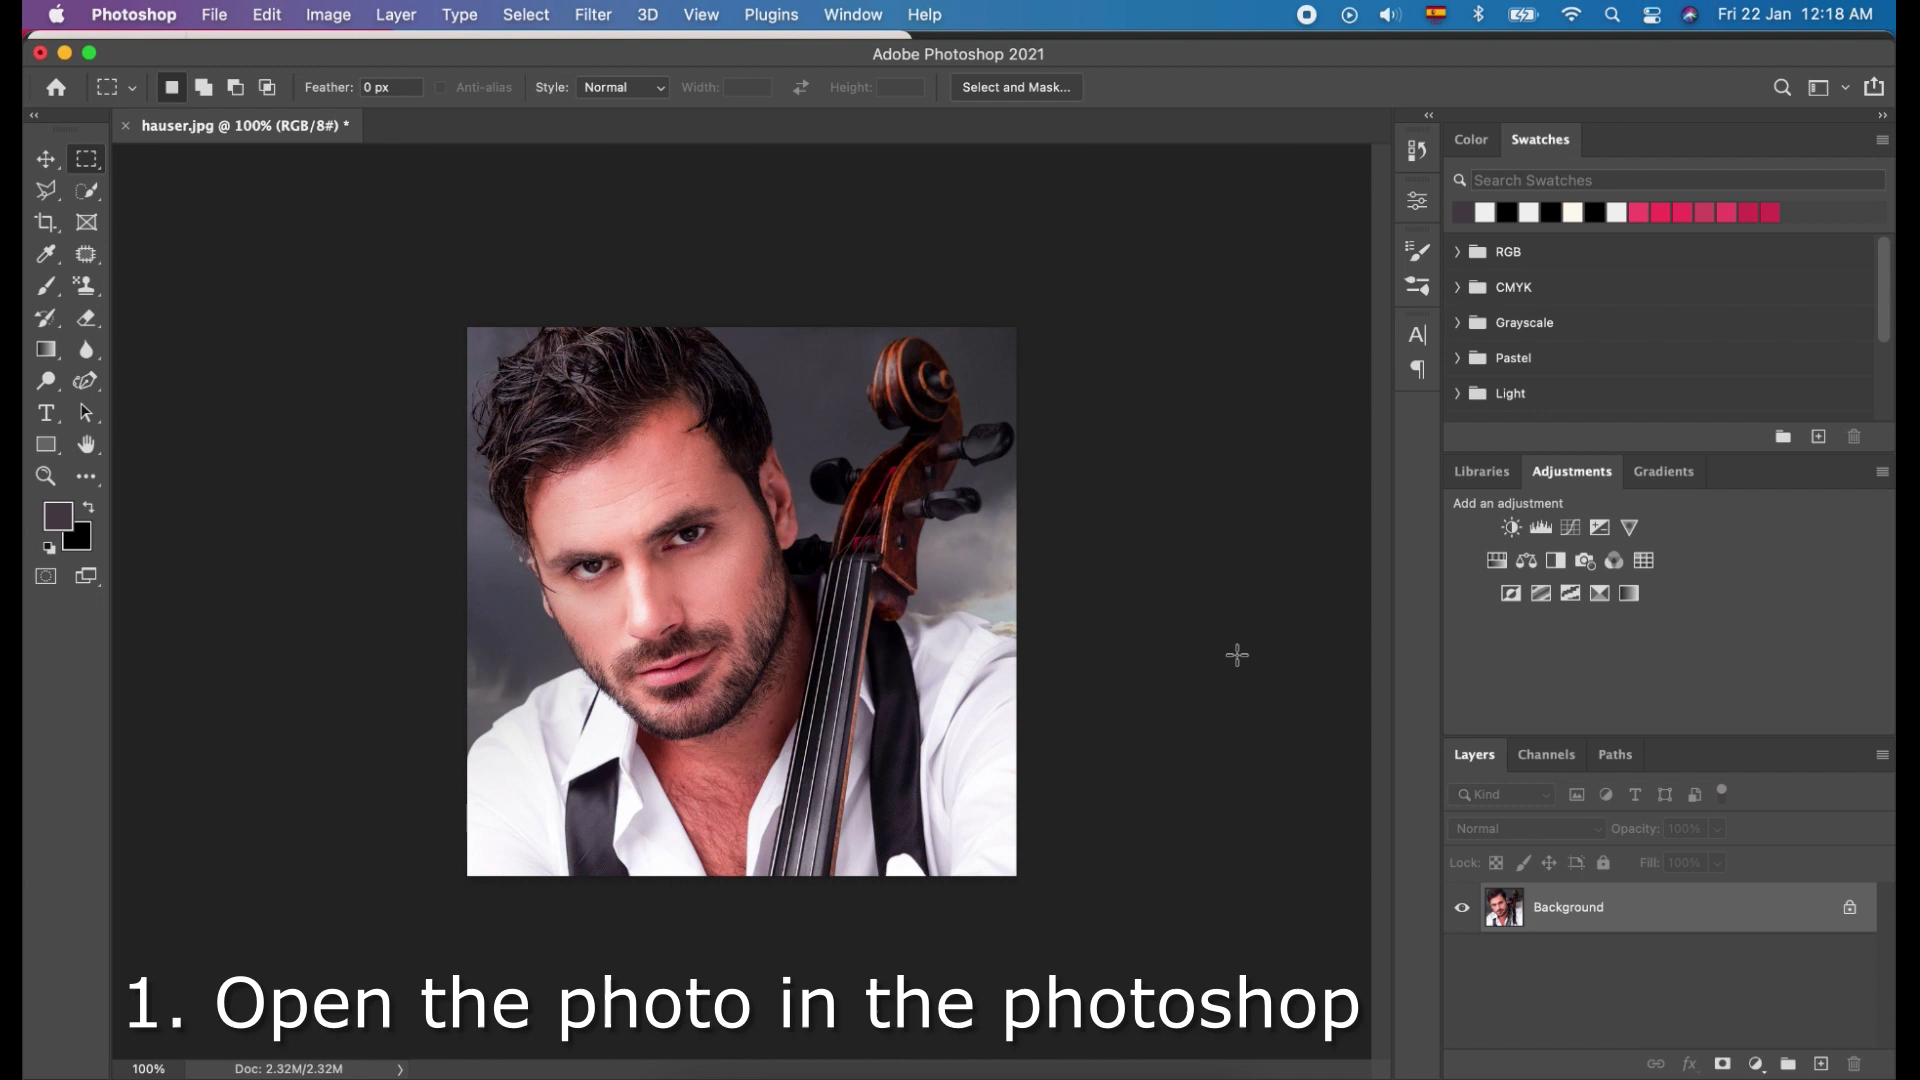 Photoshop File Edit Image Layer Type Select Filter 3D View Plugins Window Help Fri 22 Jan 12:18 AM
Adobe Photoshop 2021
Feather: 0 px Anti-alias Style: Normal Width: Height: Select and Mask...
hauser.jpg @ 100% (RGB/8#) *
Color Swatches
Search Swatches
RGB
CMYK
Grayscale
Pastel
Light
Libraries Adjustments Gradients
Add an adjustment
Layers Channels Paths
Kind
Normal Opacity: 100%
Lock: Fill: 100%
Background
1. Open the photo in the photoshop
100% Doc: 2.32M/2.32M